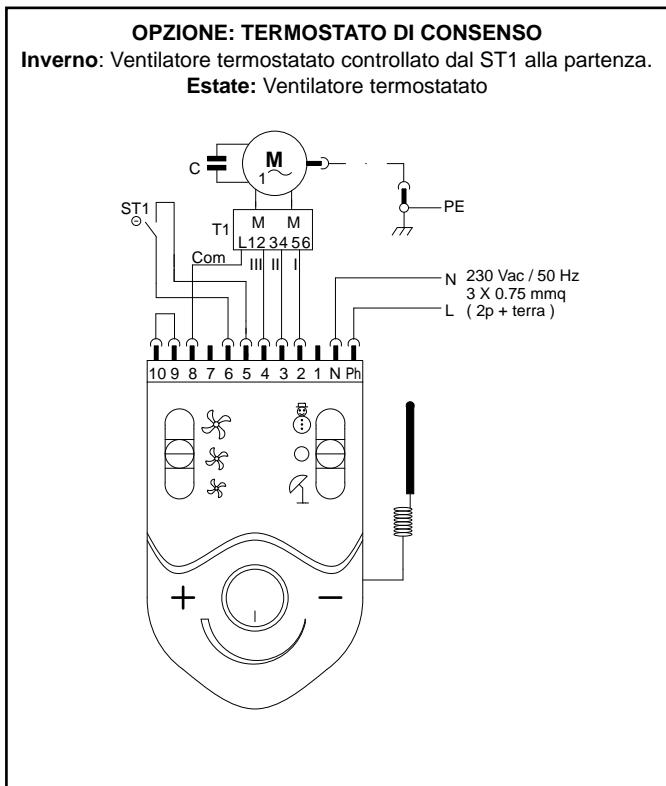 OPZIONE: TERMOSTATO DI CONSENSO
Inverno: Ventilatore termostatato controllato dal ST1 alla partenza.
Estate: Ventilatore termostatato
C
M
1
ST1
T1
M M
L12 34 56
PE
Com
III II I
N 230 Vac / 50 Hz
3 X 0.75 mmq
L ( 2p + terra )
10 9 8 7 6 5 4 3 2 1 N Ph
+ −